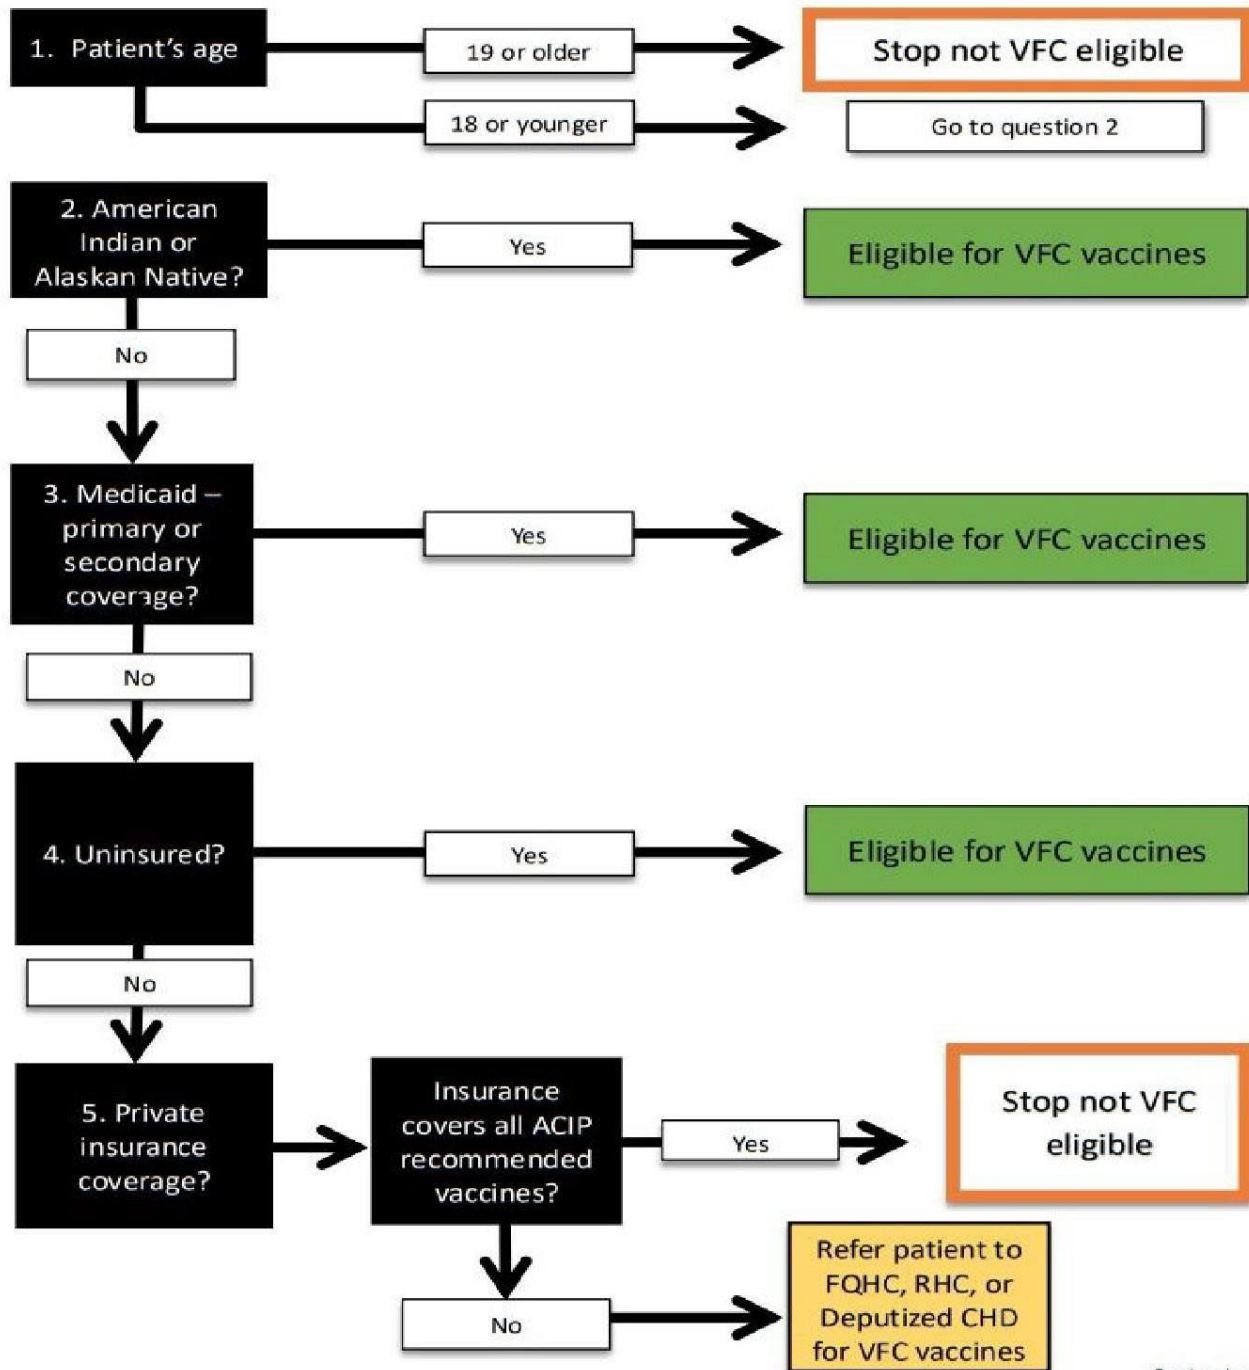 1. Patient's age
19 or older
Stop not VFC eligible
18 or younger
Go to question 2
2. American
Indian or
Alaskan Native?
Yes
Eligible for VFC vaccines
No
3. Medicaid –
primary or
secondary
coverage?
Yes
Eligible for VFC vaccines
No
4. Uninsured?
Yes
Eligible for VFC vaccines
No
5. Private
insurance
coverage?
Insurance
covers all ACIP
recommended
vaccines?
Yes
Stop not VFC
eligible
No
Refer patient to
FQHC, RHC, or
Deputized CHD
for VFC vaccines